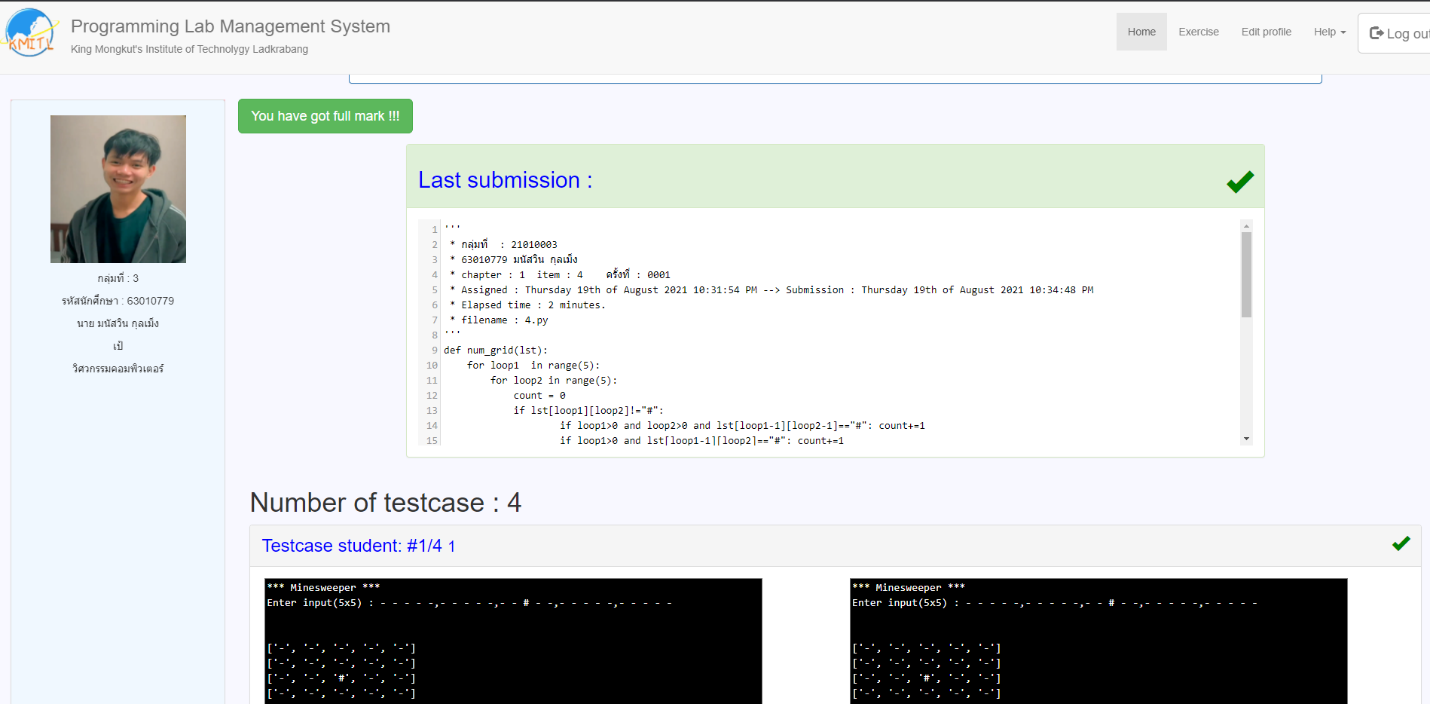 KMITL
Programming Lab Management System
King Mongkut's Institute of Technolygy Ladkrabang
Home
Exercise
Edit profile
Help
Log out
กลุ่มที่ : 3
รหัสนักศึกษา : 63010779
นาย มนัสวิน กุลเม็ง
เป้
วิศวกรรมคอมพิวเตอร์
You have got full mark !!!
Last submission :
1 '''
2 * กลุ่มที่ : 21010003
3 * 63010779 มนัสวิน กุลเม็ง
4 * chapter : 1 item : 4 ครั้งที่ : 0001
5 * Assigned : Thursday 19th of August 2021 10:31:54 PM --> Submission : Thursday 19th of August 2021 10:34:48 PM
6 * Elapsed time : 2 minutes.
7 * filename : 4.py
8 '''
9 def num_grid(lst):
10 for loop1 in range(5):
11 for loop2 in range(5):
12 count = 0
13 if lst[loop1][loop2]!="#":
14 if loop1>0 and loop2>0 and lst[loop1-1][loop2-1]=="#": count+=1
15 if loop1>0 and lst[loop1-1][loop2]=="#": count+=1
Number of testcase : 4
Testcase student: #1/4 1
*** Minesweeper ***
Enter input(5x5) : - - - - -,- - - - -,- - # - -,- - - - -,- - - - -
['-', '-', '-', '-', '-']
['-', '-', '-', '-', '-']
['-', '-', '#', '-', '-']
['-', '-', '-', '-', '-']
*** Minesweeper ***
Enter input(5x5) : - - - - -,- - - - -,- - # - -,- - - - -,- - - - -
['-', '-', '-', '-', '-']
['-', '-', '-', '-', '-']
['-', '-', '#', '-', '-']
['-', '-', '-', '-', '-']